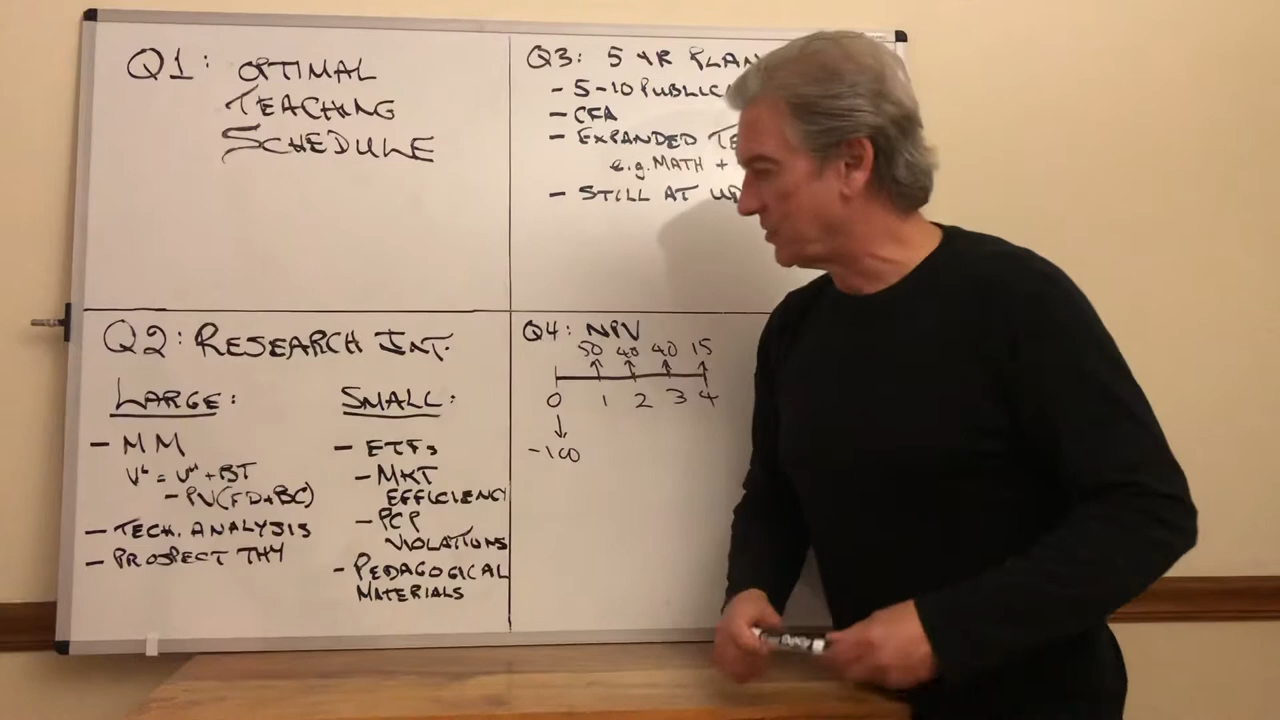 Q1: OPTIMAL
TEACHING
SCHEDULE
Q3: 5 YR PLAN
- 5-10 PUBLICA
- CFA
- EXPANDED TE
e.g. MATH +
- STILL AT
Q2: RESEARCH INT.
LARGE:
- MM
V^L = V^U + BT
- PV(FD+BC)
- TECH. ANALYSIS
- PROSPECT THY
SMALL:
- ETFs
- MKT
EFFICIENCY
- PCP
VIOLATIONS
- PEDAGOGICAL
MATERIALS
Q4: NPV
50 40 40 15
0 1 2 3 4
-100